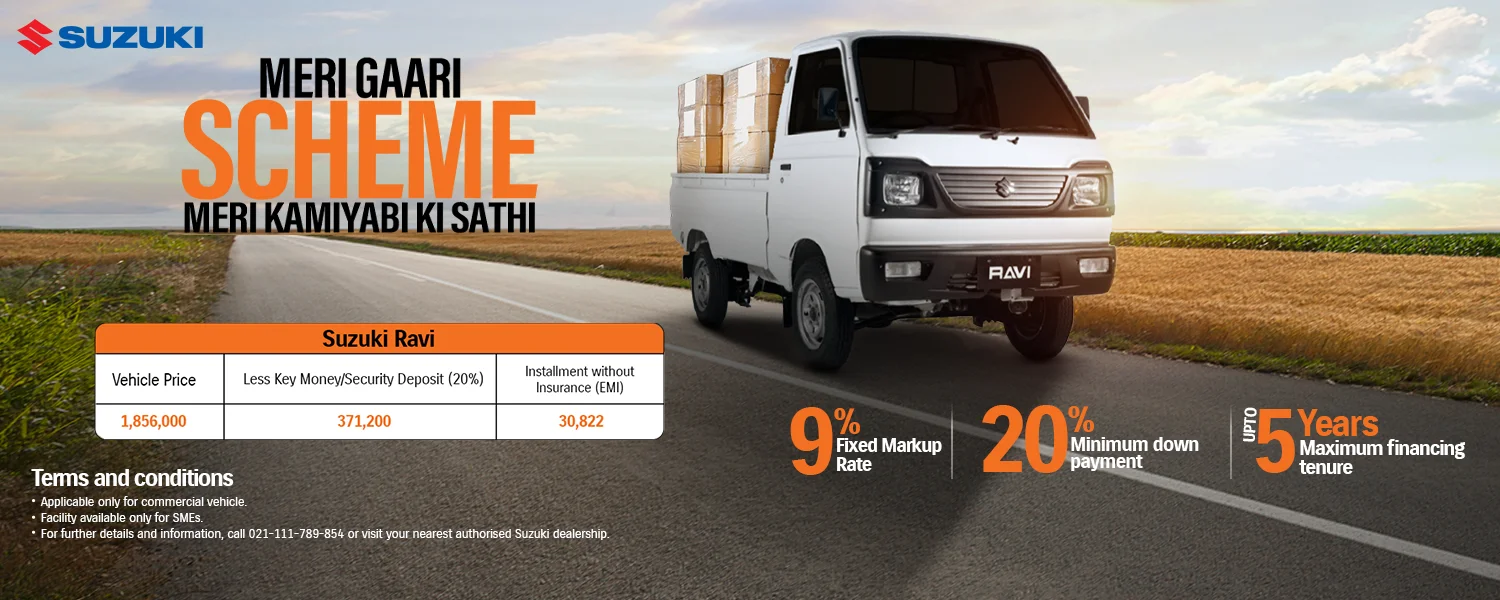 SUZUKI
MERI GAARI
SCHEME
MERI KAMIYABI KI SATHI
RAVI
Suzuki Ravi
Vehicle Price
Less Key Money/Security Deposit (20%)
Installment without
Insurance (EMI)
1,856,000
371,200
30,822
9%
Fixed Markup
Rate
20%
Minimum down
payment
UPTO
5 Years
Maximum financing
tenure
Terms and conditions
• Applicable only for commercial vehicle.
• Facility available only for SMEs.
• For further details and information, call 021-111-789-854 or visit your nearest authorised Suzuki dealership.